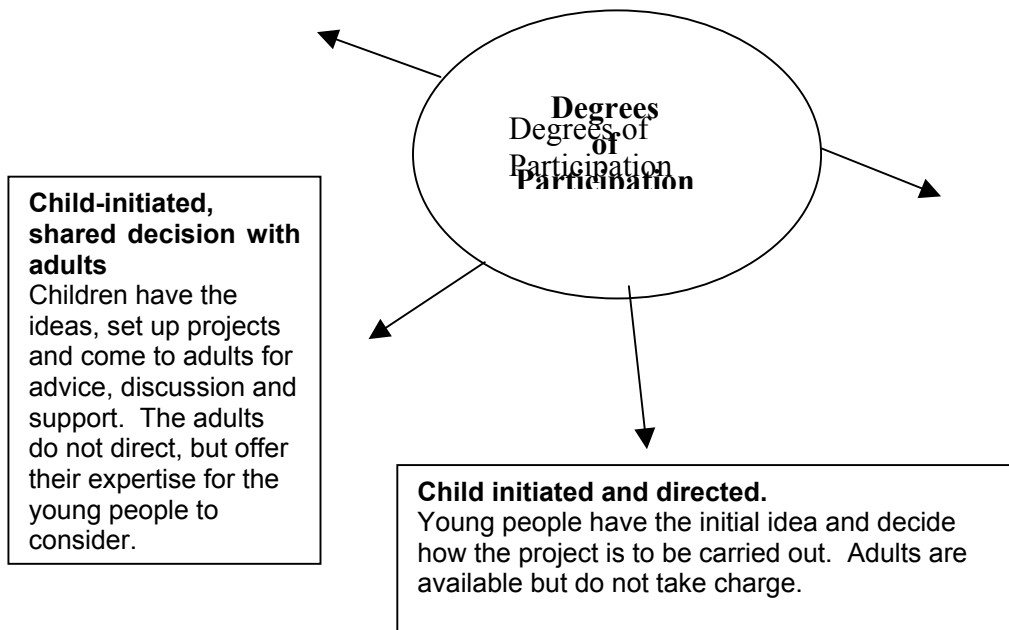 Degrees
of
Participation
Degrees of
Participation
Child-initiated,
shared decision with
adults
Children have the
ideas, set up projects
and come to adults for
advice, discussion and
support.  The adults
do not direct, but offer
their expertise for the
young people to
consider.
Child initiated and directed.
Young people have the initial idea and decide
how the project is to be carried out.  Adults are
available but do not take charge.